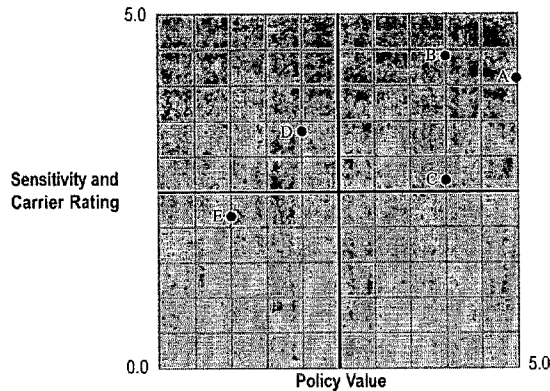 5.0
B
A
D
Sensitivity and
Carrier Rating
C
E
0.0
5.0
Policy Value